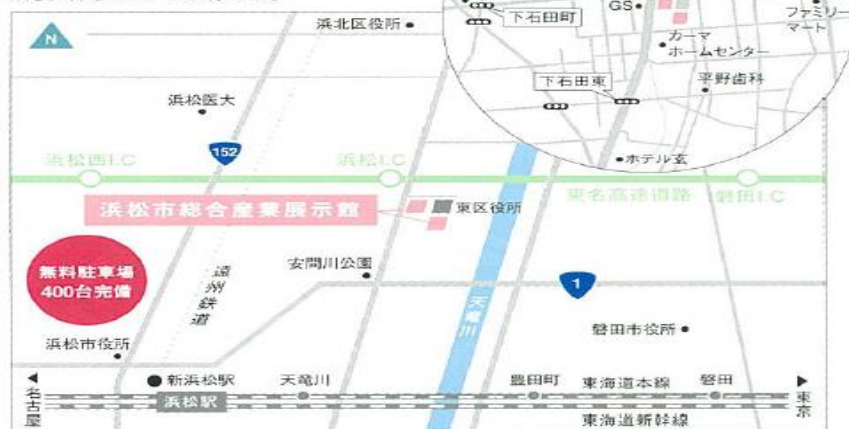 浜北区役所
GS
下石田町
ファミリー
マート
カーマ
ホームセンター
下石田東
平野歯科
ホテル玄
N
浜松医大
152
浜松西I.C
浜松I.C
東名高速道路
磐田I.C
浜松市総合産業展示館
東区役所
無料駐車場
400台完備
遠州鉄道
安間川公園
1
天竜川
磐田市役所
浜松市役所
新浜松駅
天竜川
豊田町
東海道本線
磐田
名古屋
浜松駅
東京
東海道新幹線